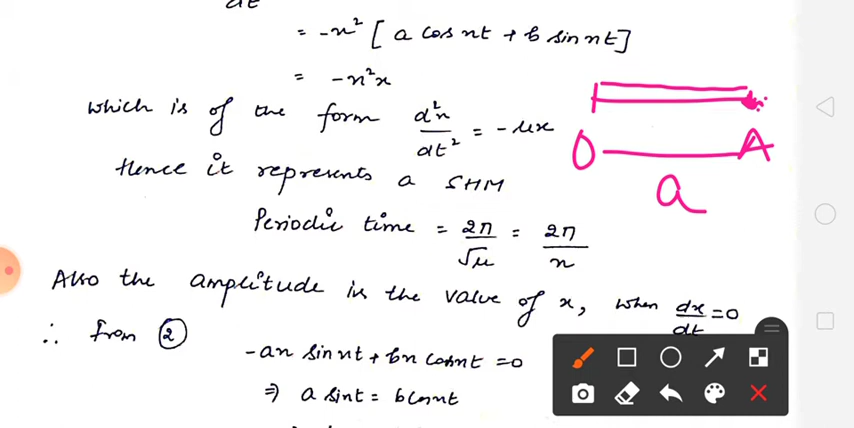 = -n² [ a cos nt + b sin nt ]
= -n²x
which is of the form d²x/dt² = -μx
Hence it represents a SHM
O A
a
Periodic time = 2π/√μ = 2π/n
Also the amplitude is the value of x, when dx/dt = 0
∴ from ②
-an sin nt + bn cos nt = 0
⇒ a sin t = b cos nt